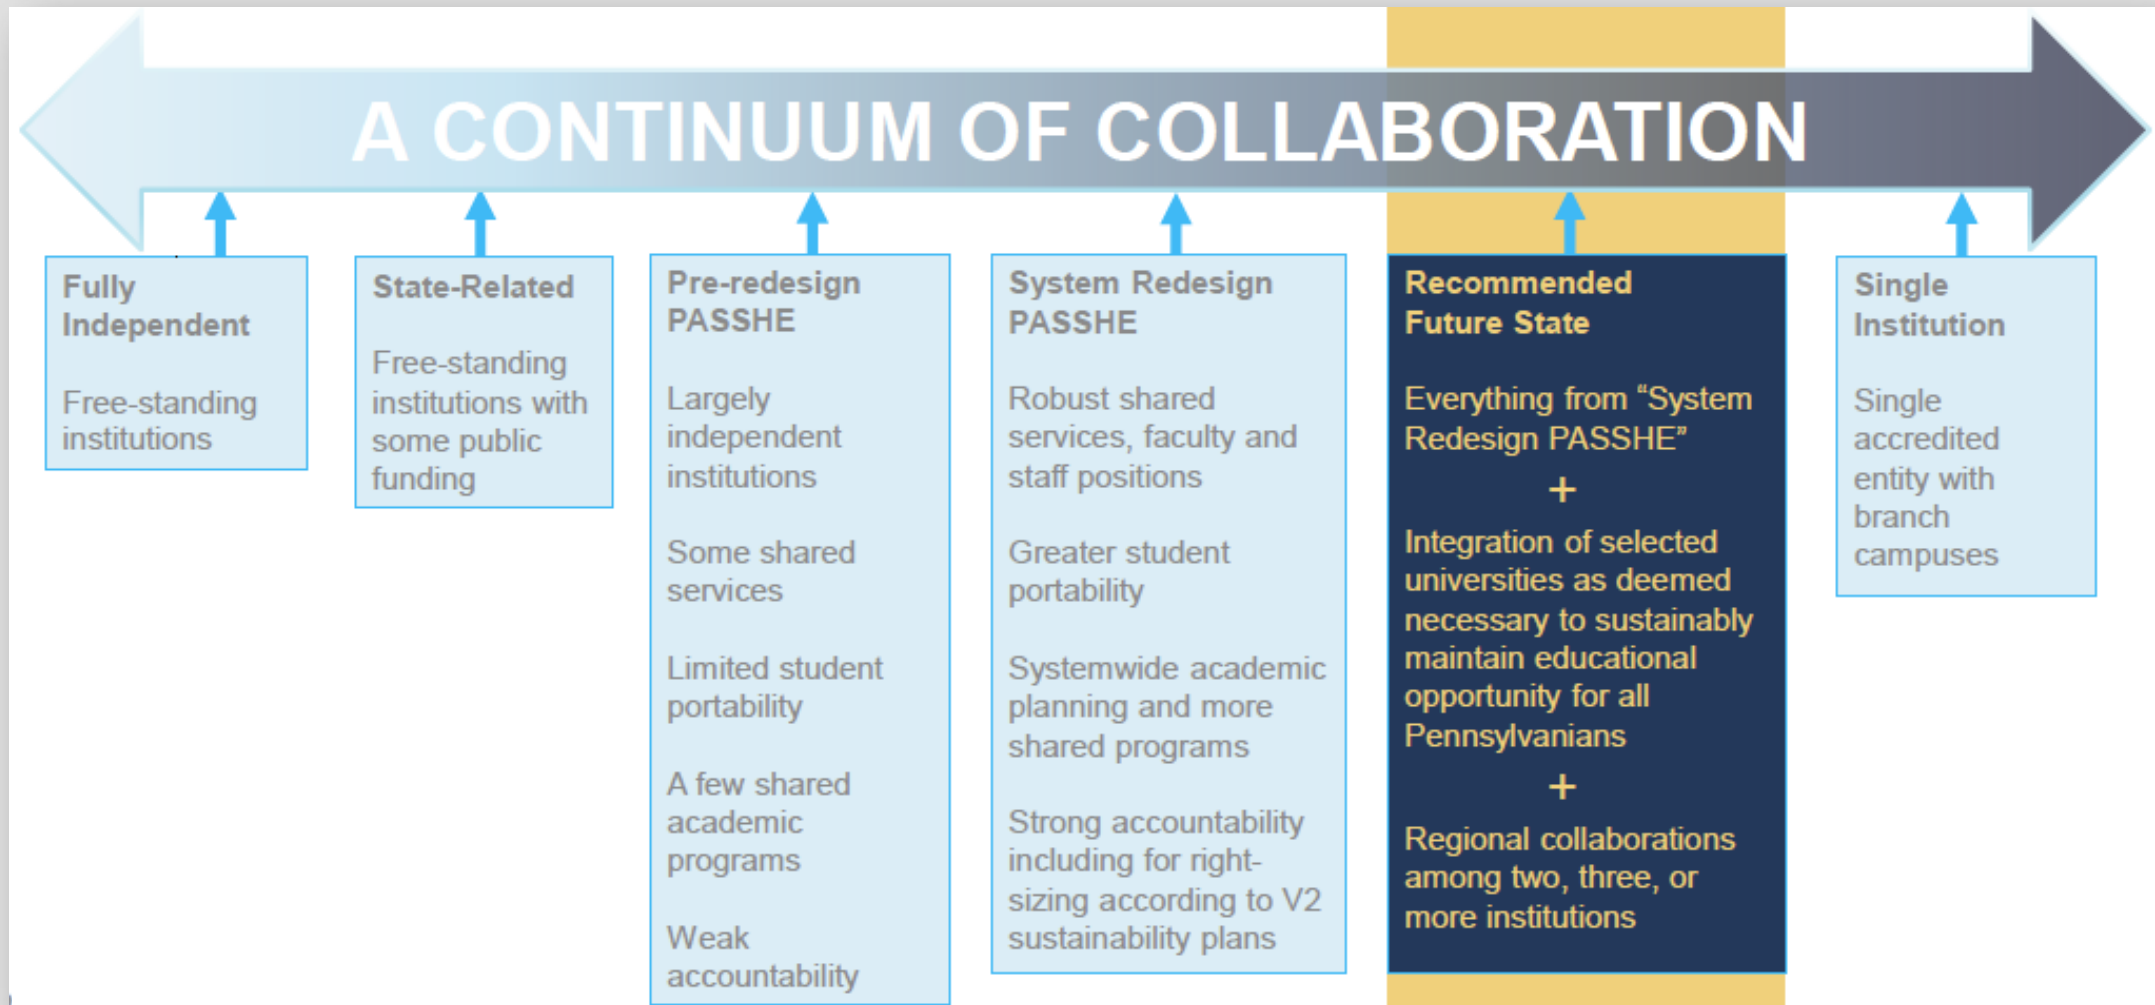 A CONTINUUM OF COLLABORATION
Fully
Independent
Free-standing
institutions
State-Related
Free-standing
institutions with
some public
funding
Pre-redesign
PASSHE
Largely
independent
institutions
Some shared
services
Limited student
portability
A few shared
academic
programs
Weak
accountability
System Redesign
PASSHE
Robust shared
services, faculty and
staff positions
Greater student
portability
Systemwide academic
planning and more
shared programs
Strong accountability
including for right-
sizing according to V2
sustainability plans
Recommended
Future State
Everything from “System
Redesign PASSHE”
+
Integration of selected
universities as deemed
necessary to sustainably
maintain educational
opportunity for all
Pennsylvanians
+
Regional collaborations
among two, three, or
more institutions
Single
Institution
Single
accredited
entity with
branch
campuses